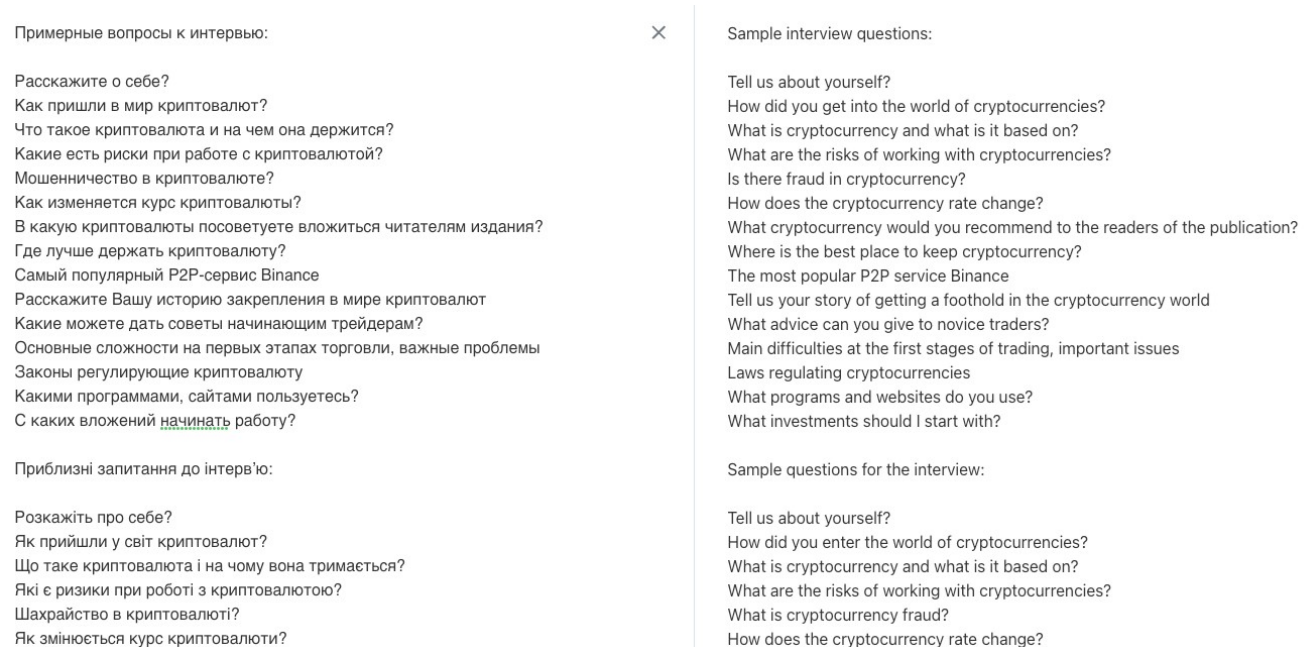 Примерные вопросы к интервью:
Расскажите о себе?
Как пришли в мир криптовалют?
Что такое криптовалюта и на чем она держится?
Какие есть риски при работе с криптовалютой?
Мошенничество в криптовалюте?
Как изменяется курс криптовалюты?
В какую криптовалюты посоветуете вложиться читателям издания?
Где лучше держать криптовалюту?
Самый популярный P2P-сервис Binance
Расскажите Вашу историю закрепления в мире криптовалют
Какие можете дать советы начинающим трейдерам?
Основные сложности на первых этапах торговли, важные проблемы
Законы регулирующие криптовалюту
Какими программами, сайтами пользуетесь?
С каких вложений начинать работу?
Приблизні запитання до інтерв’ю:
Розкажіть про себе?
Як прийшли у світ криптовалют?
Що таке криптовалюта і на чому вона тримається?
Які є ризики при роботі з криптовалютою?
Шахрайство в криптовалюті?
Як змінюється курс криптовалюти?
Sample interview questions:
Tell us about yourself?
How did you get into the world of cryptocurrencies?
What is cryptocurrency and what is it based on?
What are the risks of working with cryptocurrencies?
Is there fraud in cryptocurrency?
How does the cryptocurrency rate change?
What cryptocurrency would you recommend to the readers of the publication?
Where is the best place to keep cryptocurrency?
The most popular P2P service Binance
Tell us your story of getting a foothold in the cryptocurrency world
What advice can you give to novice traders?
Main difficulties at the first stages of trading, important issues
Laws regulating cryptocurrencies
What programs and websites do you use?
What investments should I start with?
Sample questions for the interview:
Tell us about yourself?
How did you enter the world of cryptocurrencies?
What is cryptocurrency and what is it based on?
What are the risks of working with cryptocurrencies?
What is cryptocurrency fraud?
How does the cryptocurrency rate change?